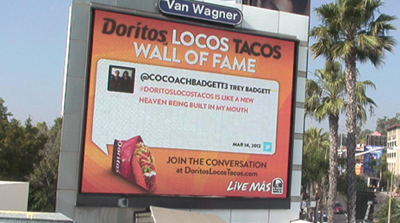 Van Wagner
Doritos LOCOS TACOS
WALL OF FAME
@COCOACHBADGETT3 TREY BADGETT
#DORITOSLOCOSTACOS IS LIKE A NEW
HEAVEN BEING BUILT IN MY MOUTH
MAR 14, 2012
JOIN THE CONVERSATION
at DoritosLocosTacos.com
LIVE MÁS